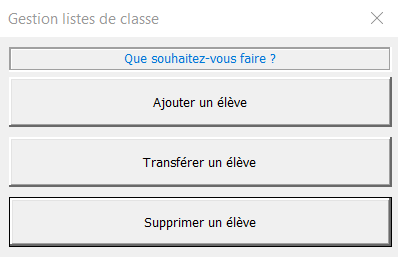 Gestion listes de classe
Que souhaitez-vous faire ?
Ajouter un élève
Transférer un élève
Supprimer un élève